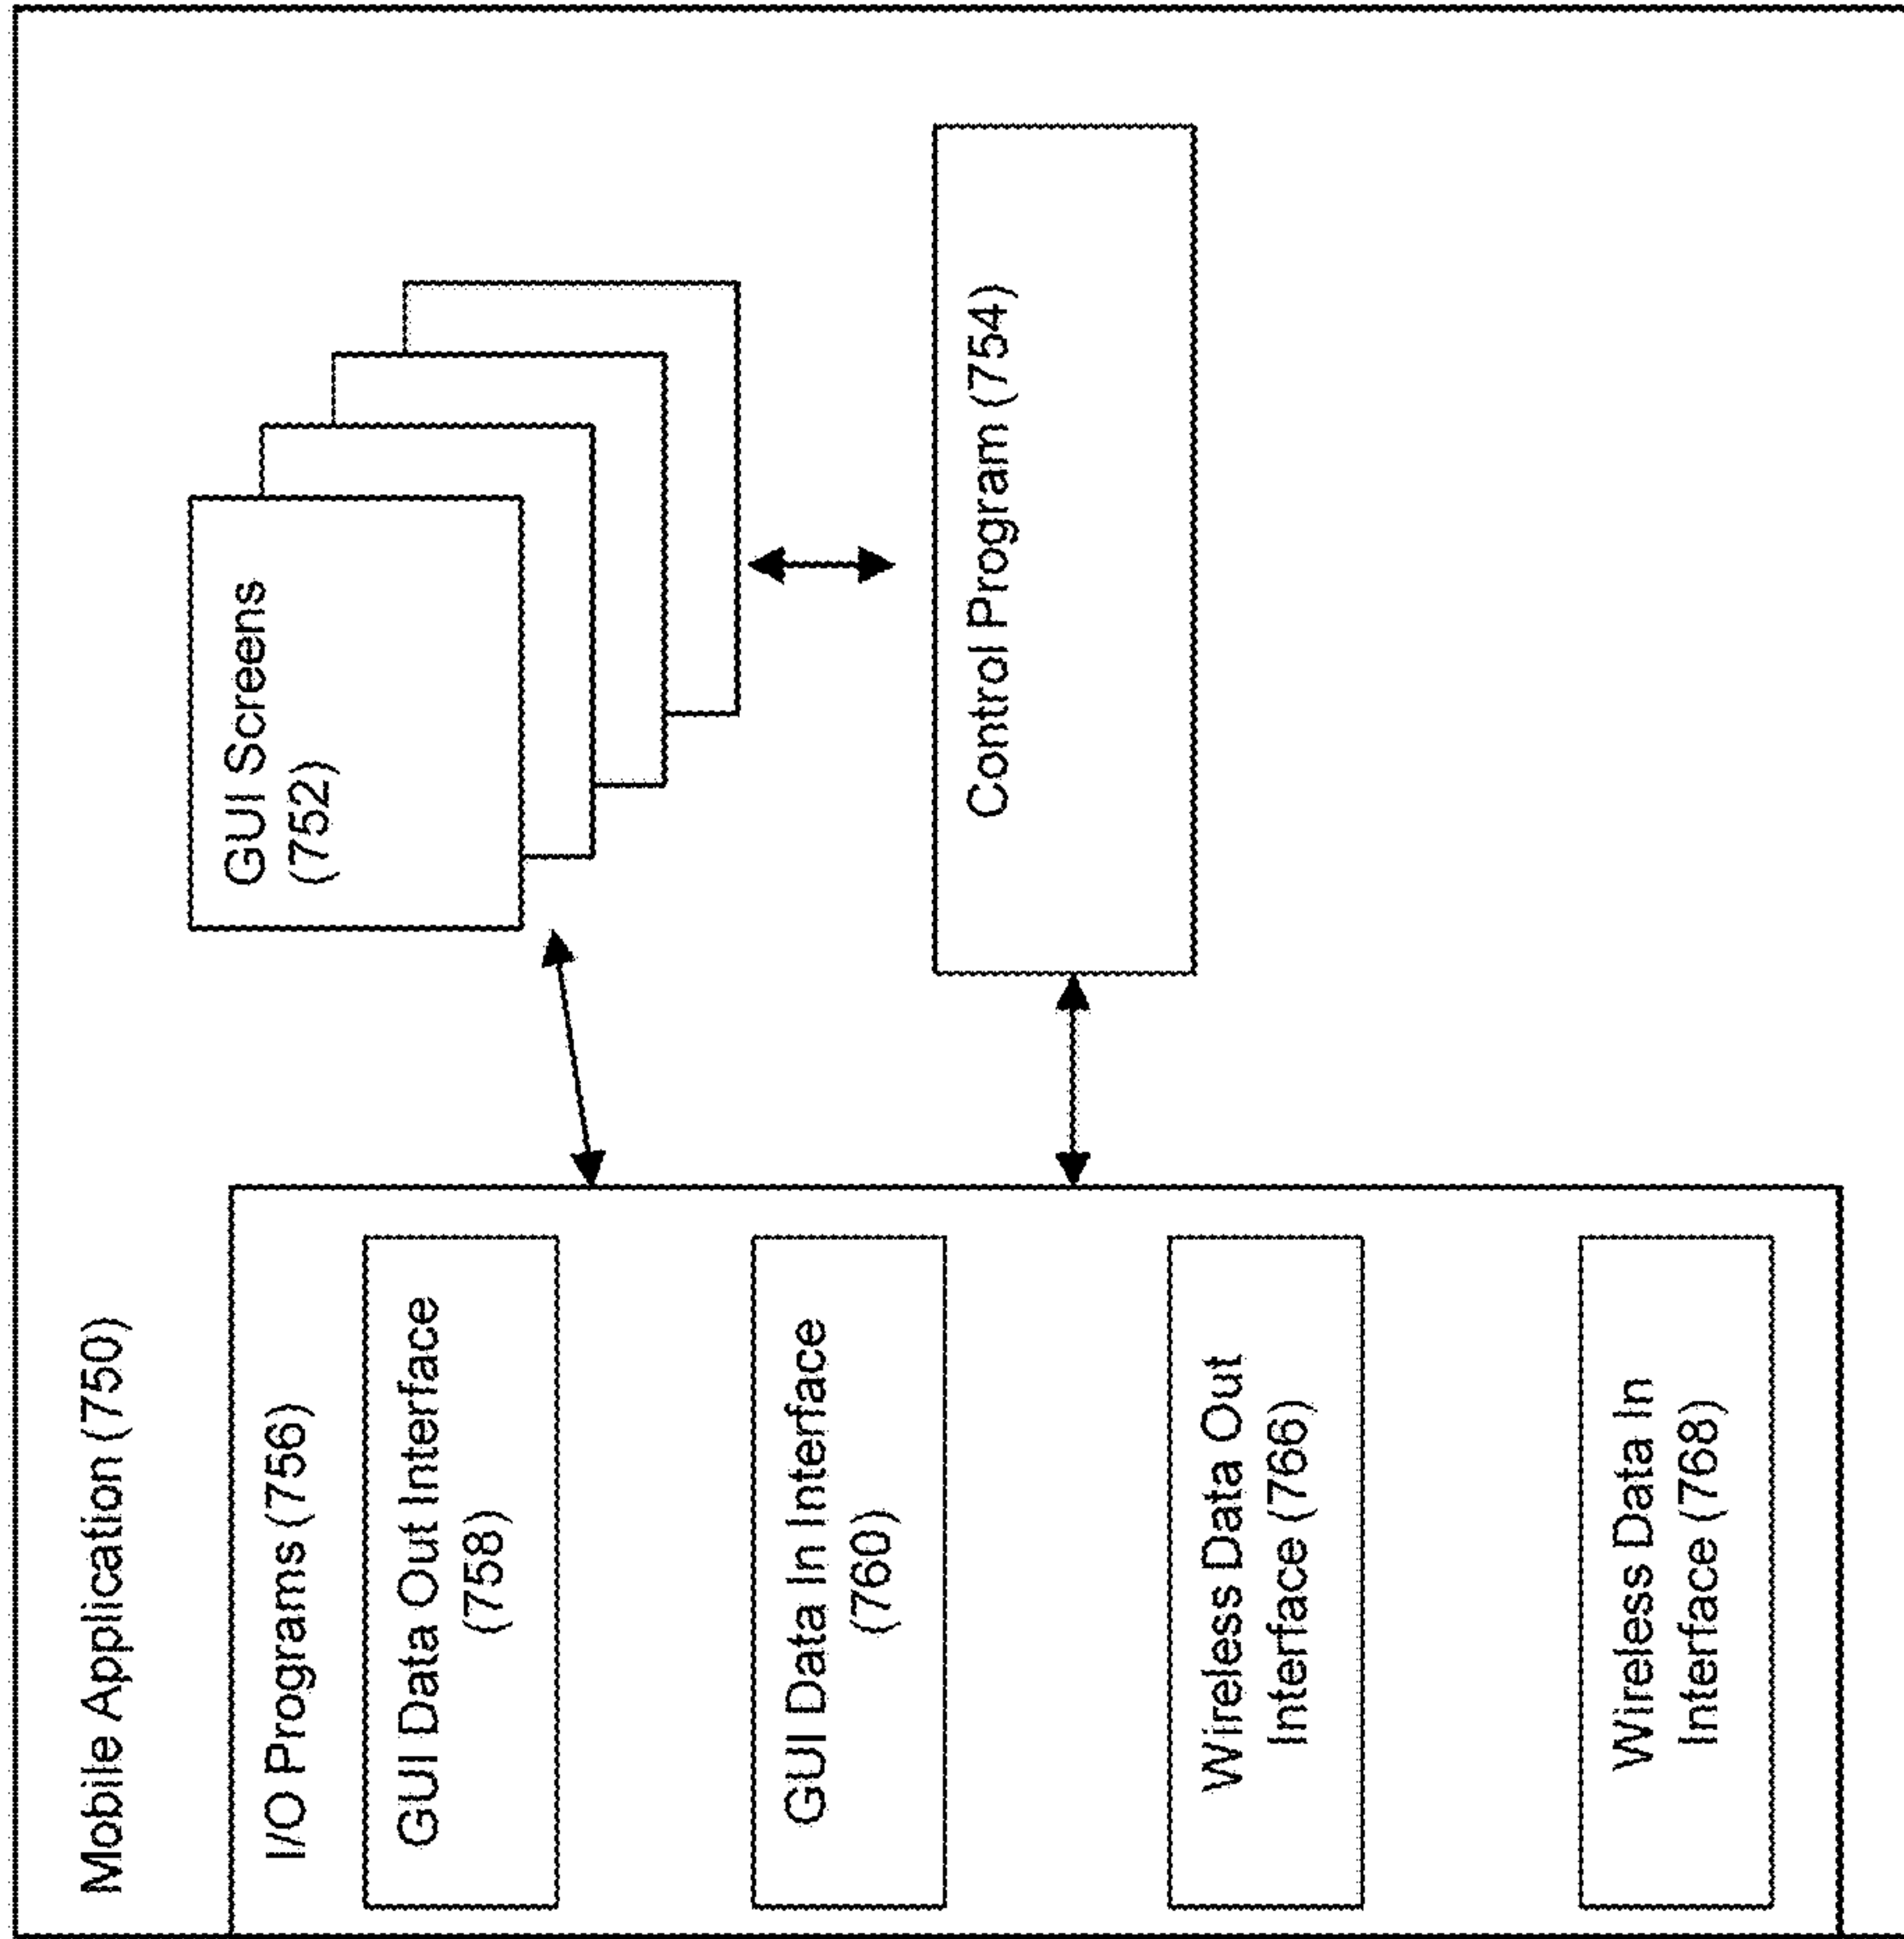 Mobile Application (750)
I/O Programs (756)
GUI Data Out Interface
(758)
GUI Data In Interface
(760)
Wireless Data Out
Interface (766)
Wireless Data In
Interface (768)
GUI Screens
(752)
Control Program (754)